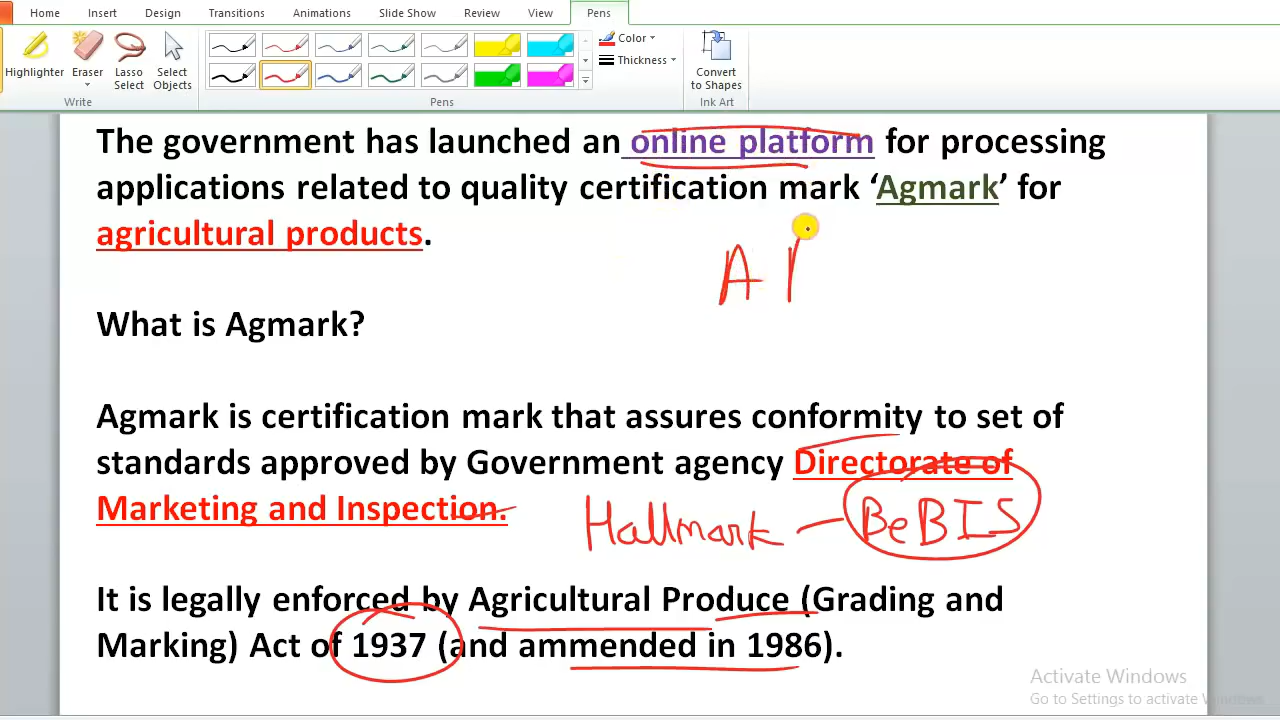 Home Insert Design Transitions Animations Slide Show Review View Pens
Color
Thickness
Highlighter Eraser Lasso Select Select Objects Convert to Shapes
Write Pens Ink Art
The government has launched an online platform for processing
applications related to quality certification mark ‘Agmark’ for
agricultural products.
A
What is Agmark?
Agmark is certification mark that assures conformity to set of
standards approved by Government agency Directorate of
Marketing and Inspection.
Hallmark — BeBIS
It is legally enforced by Agricultural Produce (Grading and
Marking) Act of 1937 (and ammended in 1986).
Activate Windows
Go to Settings to activate Windows.